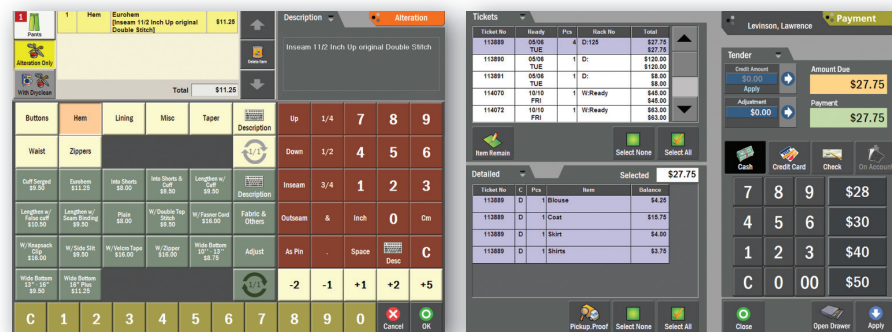 1 Hem Eurohem $11.25
[Inseam 11/2 Inch Up original
Double Stitch]
1
Pants
Alteration Only
With Dryclean
Delete Item
Total $11.25
Description Alteration
Inseam 11/2 Inch Up original Double Stitch
Buttons Hem Lining Misc Taper Description
Waist Zippers 1/1
Cuff Serged
$9.50
Eurohem
$11.25
Into Shorts
$8.00
Into Shorts &
Cuff
$9.50
Lengthen w/
Cuff
$9.50
Description
Lengthen w/
False cuff
$10.50
Lengthen w/
Seam Binding
$9.50
Plain
$8.00
W/Double Top
Stitch
$9.50
$16.00
Fabric &
Others
W/Knapsack
Clip
$16.00
W/Side Slit
$9.50
W/Velcro Tape
$16.00
W/Zipper
$16.00
Wide Bottom
10"- 13"
$8.75
Adjust
Wide Bottom
13" -16"
$9.50
Wide Bottom
16" Plus
$11.25
1/1
Up 1/4 7 8 9
Down 1/2 4 5 6
Inseam 3/4 1 2 3
Outseam & Inch 0 Cm
As Pin . Space Desc C
-2 -1 +1 +2 +5
C 1 2 3 4 5 6 7 8 9 0 Cancel OK
Tickets
Ticket No Ready Pcs Rack No Total
113889 05/06 4 D:125 $27.75
TUE $27.75
113890 05/06 1 D: $120.00
TUE $120.00
113891 05/06 1 D: $8.00
TUE $8.00
114070 10/10 1 W:Ready $45.00
FRI $45.00
114072 10/10 1 W:Ready $63.00
FRI $63.00
Item Remain Select None Select All
Detailed Selected $27.75
Ticket No C Pcs Item Balance
113889 D 1 Blouse $4.25
113889 D 1 Coat $15.75
113889 D 1 Skirt $4.00
113889 D 1 Shirts $3.75
Pickup.Proof Select None Select All
Levinson, Lawrence Payment
Tender
Credit Amount
$0.00
Apply
Adjustment
$0.00
Amount Due
$27.75
Payment
$27.75
Cash Credit Card Check On Account
7 8 9 $28
4 5 6 $30
1 2 3 $40
C 0 00 $50
Close Open Drawer Apply